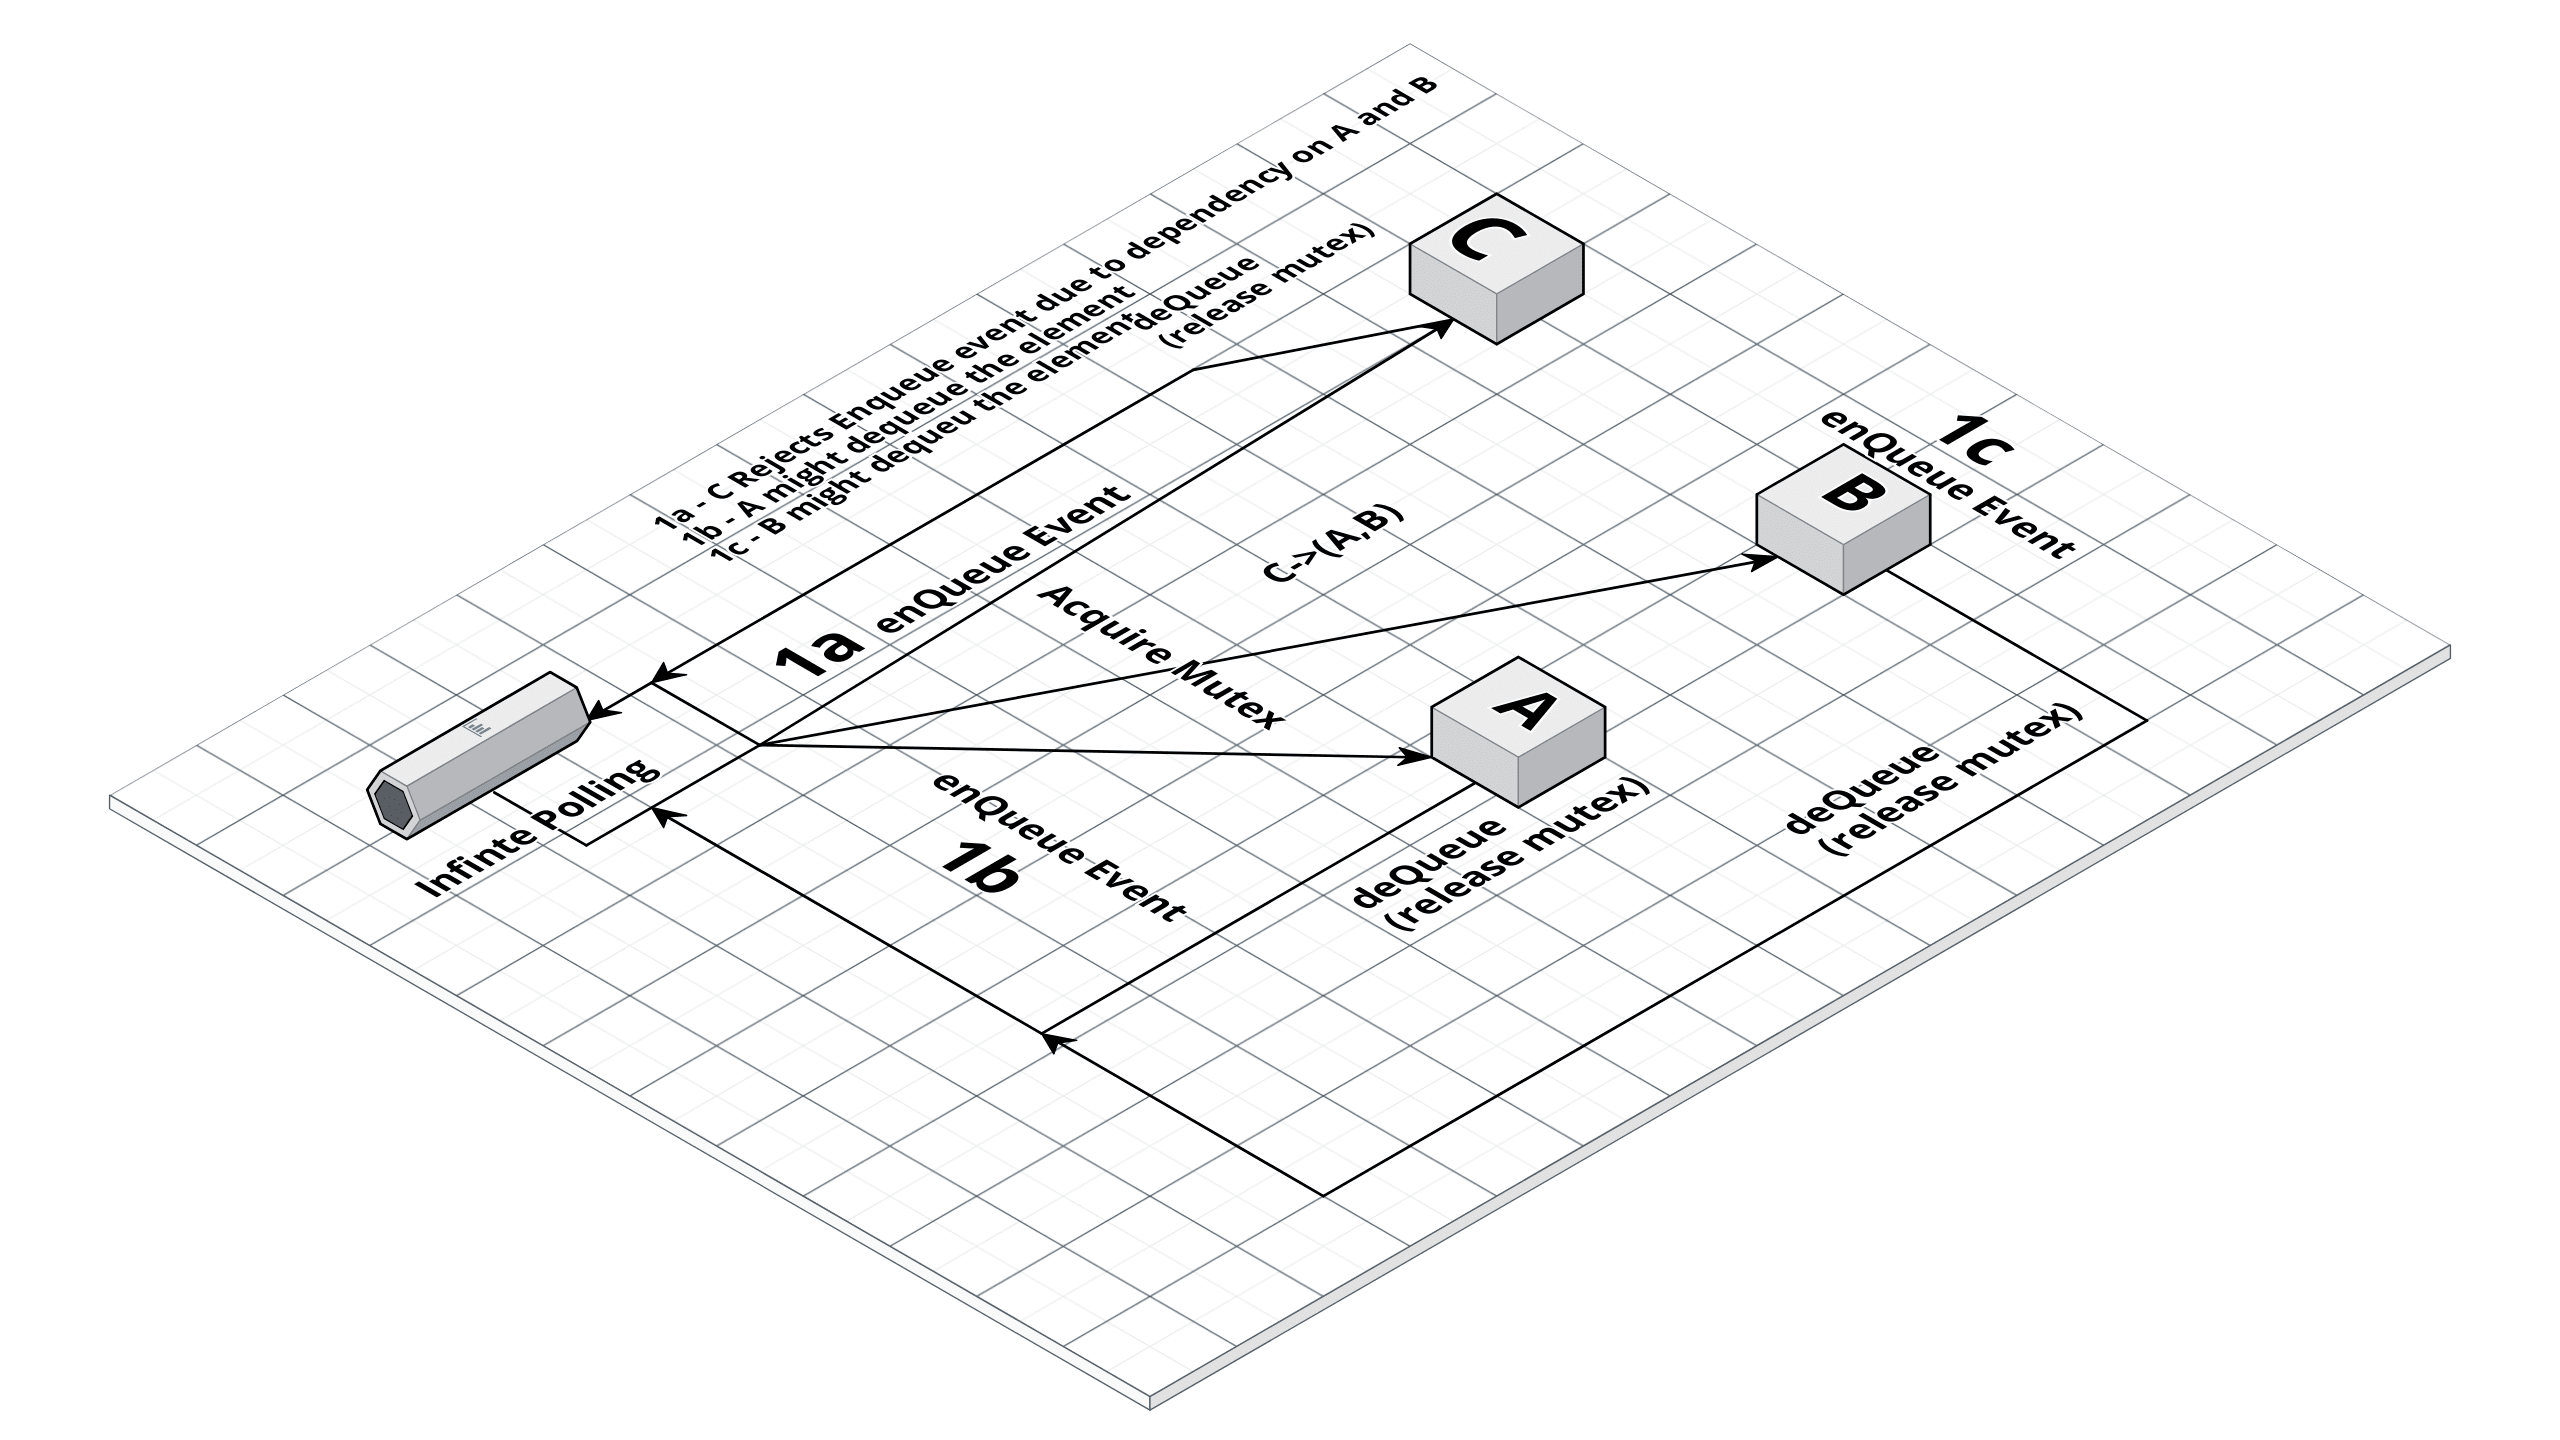 1a - C Rejects Enqueue event due to dependency on A and B
1b - A might dequeue the element
1c - B might dequeu the element
deQueue
(release mutex)
C
1c
enQueue Event
B
1a
enQueue Event
C->(A,B)
Acquire Mutex
A
Infinte Polling
enQueue Event
1b
deQueue
(release mutex)
deQueue
(release mutex)